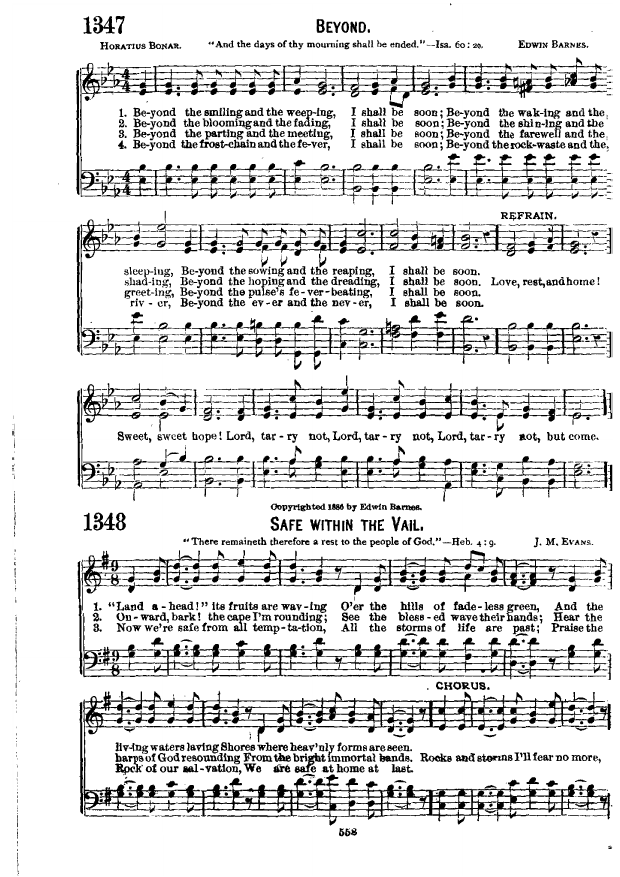 1347 BEYOND.
HORATIUS BONAR. "And the days of thy mourning shall be ended."—Isa. 60: 20. EDWIN BARNES.
1. Be-yond the smiling and the weep-ing, I shall be soon; Be-yond the wak-ing and the
2. Be-yond the blooming and the fading, I shall be soon; Be-yond the shin-ing and the
3. Be-yond the parting and the meeting, I shall be soon; Be-yond the farewell and the
4. Be-yond the frost-chain and the fe-ver, I shall be soon; Be-yond the rock-waste and the
REFRAIN.
sleep-ing, Be-yond the sowing and the reaping, I shall be soon.
shad-ing, Be-yond the hoping and the dreading, I shall be soon. Love, rest, and home!
greet-ing, Be-yond the pulse's fe-ver-beating, I shall be soon.
riv-er, Be-yond the ev-er and the nev-er, I shall be soon.
Sweet, sweet hope! Lord, tar-ry not, Lord, tar-ry not, Lord, tar-ry not, but come.
Copyrighted 1886 by Edwin Barnes.
1348 SAFE WITHIN THE VAIL.
"There remaineth therefore a rest to the people of God."—Heb. 4: 9. J. M. EVANS.
1. "Land a-head!" its fruits are wav-ing O'er the hills of fade-less green, And the
2. On-ward, bark! the cape I'm rounding; See the bless-ed wave their hands; Hear the
3. Now we're safe from all temp-ta-tion, All the storms of life are past; Praise the
CHORUS.
liv-ing waters laving Shores where heav'nly forms are seen.
harps of God resounding From the bright immortal bands. Rocks and storms I'll fear no more,
Rock of our sal-vation, We are safe at home at last.
558